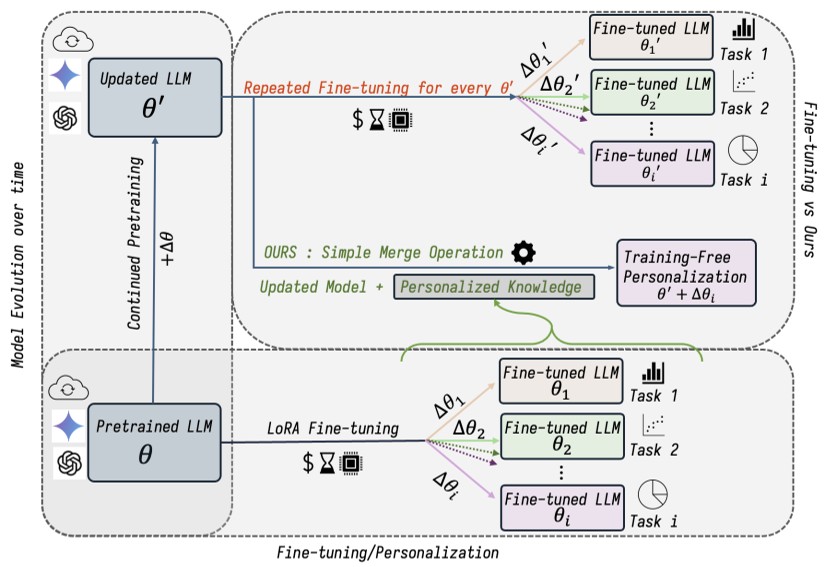 Model Evolution over time
Updated LLM
θ′
Continued Pretraining
+Δθ
Pretrained LLM
θ
Repeated Fine-tuning for every θ′
$
Δθ₁′
Δθ₂′
Δθᵢ′
Fine-tuned LLM
θ₁′
Task 1
Fine-tuned LLM
θ₂′
Task 2
⋮
Fine-tuned LLM
θᵢ′
Task i
Fine-tuning vs Ours
OURS : Simple Merge Operation
Updated Model + Personalized Knowledge
Training-Free
Personalization
θ′ + Δθᵢ
LoRA Fine-tuning
$
Δθ₁
Δθ₂
Δθᵢ
Fine-tuned LLM
θ₁
Task 1
Fine-tuned LLM
θ₂
Task 2
⋮
Fine-tuned LLM
θᵢ
Task i
Fine-tuning/Personalization